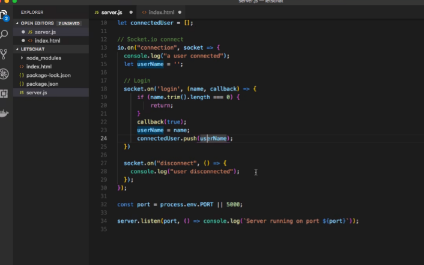 server.js — letschat
EXPLORER
OPEN EDITORS 2 UNSAVED
server.js
index.html
LETSCHAT
node_modules
index.html
package-lock.json
package.json
server.js
server.js
index.html
10 let connectedUser = [];
11
12 // Socket.io connect
13 io.on("connection", socket => {
14 console.log("a user connected");
15 let userName = '';
16
17 // Login
18 socket.on('login', (name, callback) => {
19 if (name.trim().length === 0) {
20 return;
21 }
22 callback(true);
23 userName = name;
24 connectedUser.push(userName);
25 })
26
27 socket.on("disconnect", () => {
28 console.log("user disconnected");
29 });
30 });
31
32 const port = process.env.PORT || 5000;
33
34 server.listen(port, () => console.log(`Server running on port ${port}`));
35